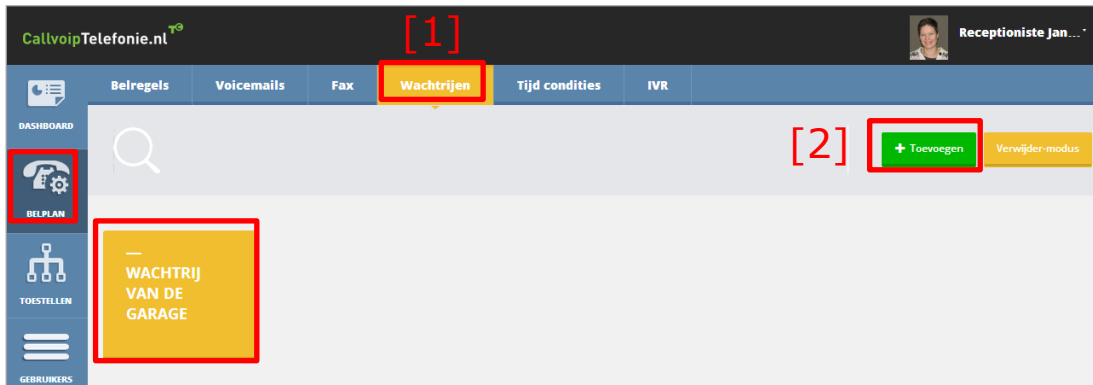 CallvoipTelefonie.nl
[1]
Receptioniste Jan...
Belregels Voicemails Fax Wachtrijen Tijd condities IVR
DASHBOARD
[2]
+ Toevoegen Verwijder-modus
BELPLAN
WACHTRIJ
VAN DE
GARAGE
TOESTELLEN
GEBRUIKERS